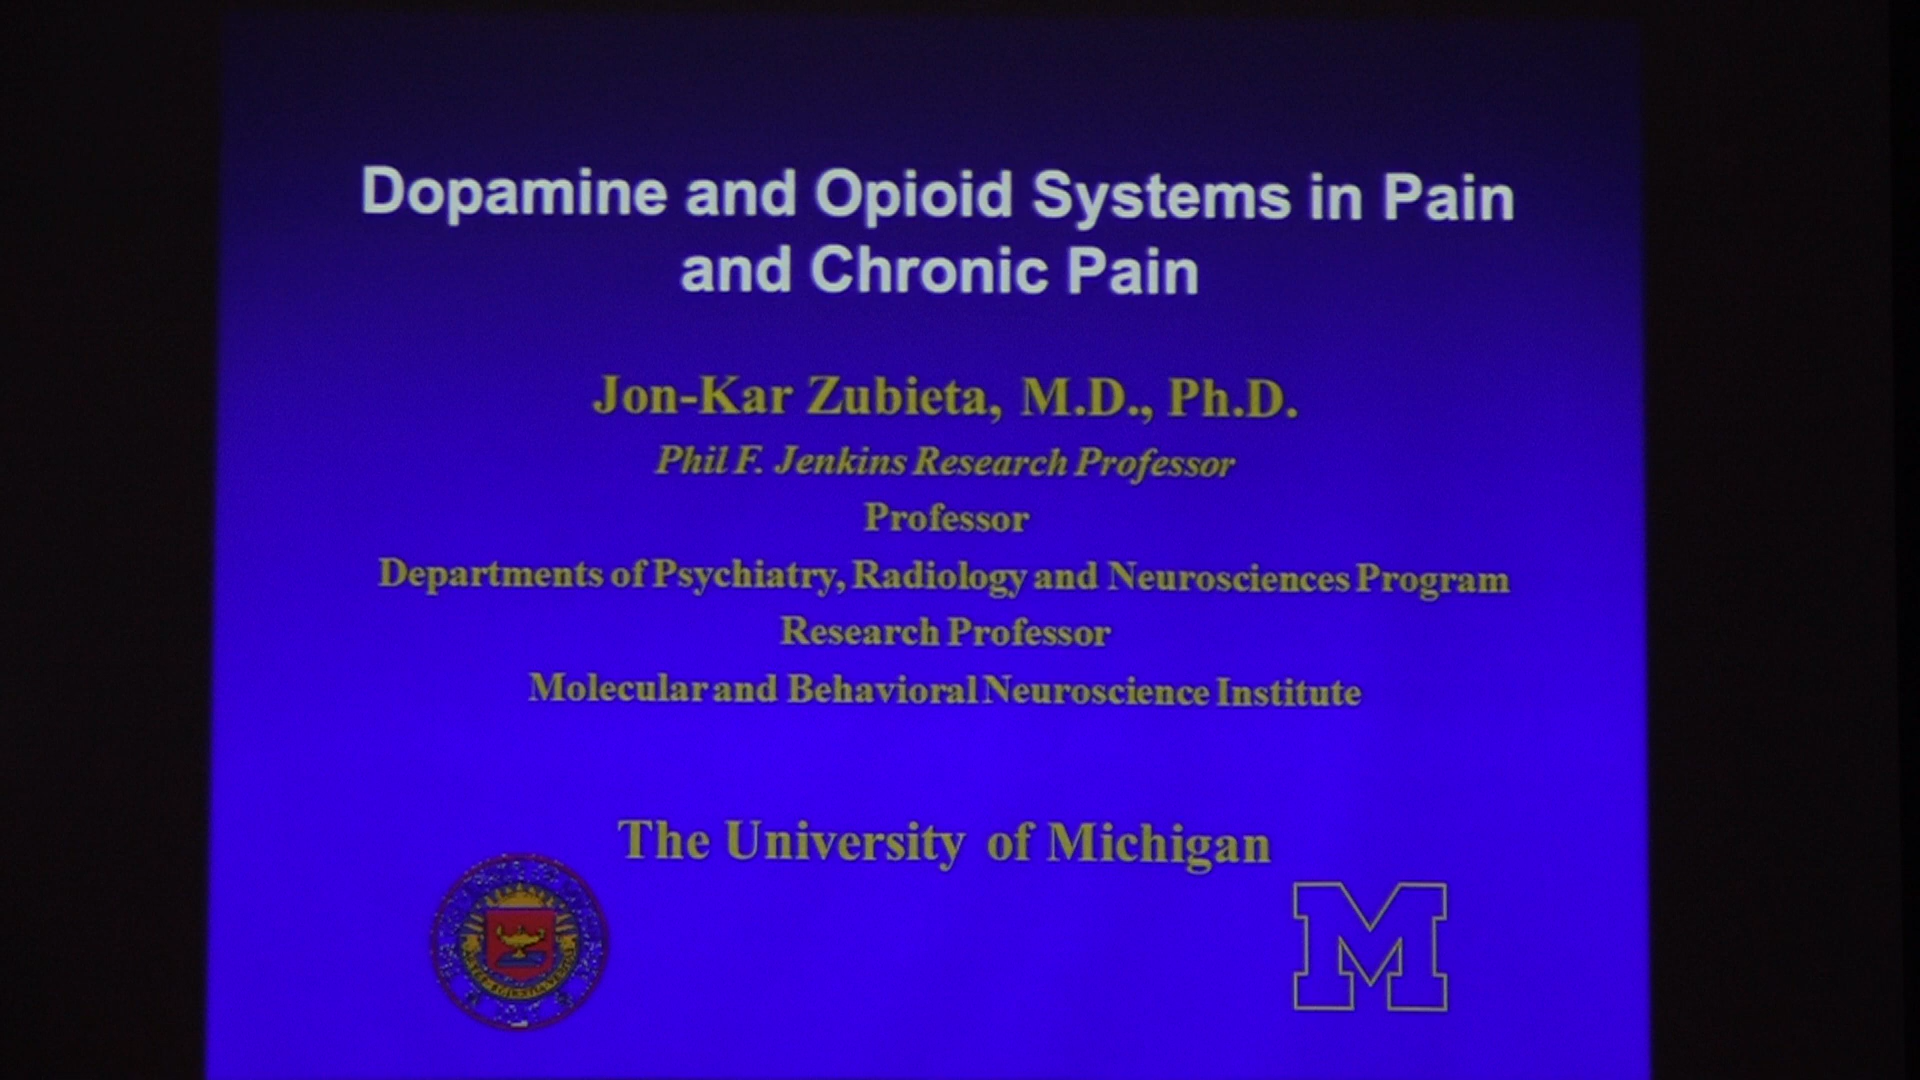 Dopamine and Opioid Systems in Pain
and Chronic Pain
Jon-Kar Zubieta, M.D., Ph.D.
Phil F. Jenkins Research Professor
Professor
Departments of Psychiatry, Radiology and Neurosciences Program
Research Professor
Molecular and Behavioral Neuroscience Institute
The University of Michigan
M